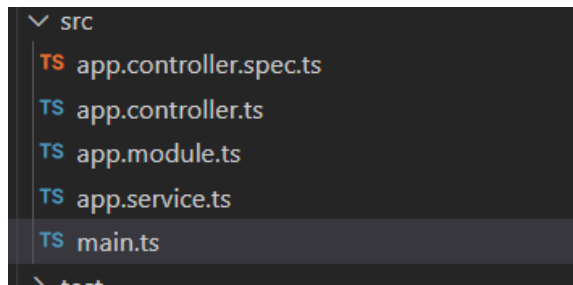 src
TS app.controller.spec.ts
TS app.controller.ts
TS app.module.ts
TS app.service.ts
TS main.ts
test